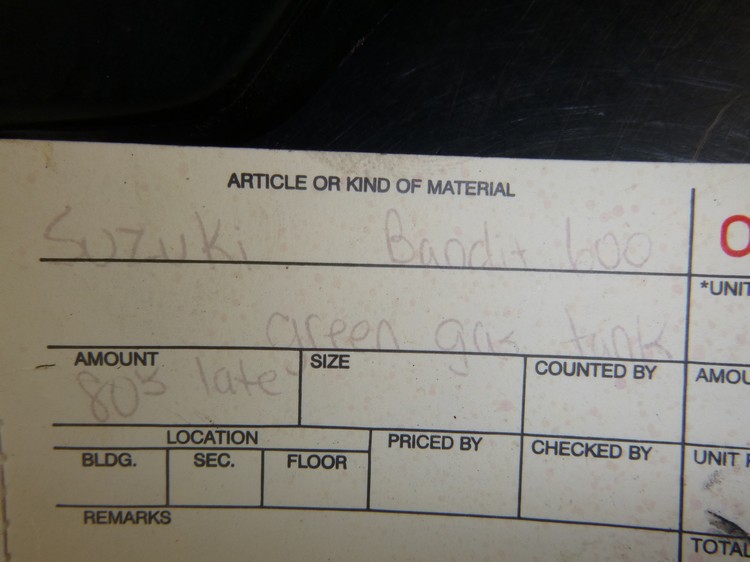 ARTICLE OR KIND OF MATERIAL
Suzuki Bandit 600
*UNIT
green gas tank
AMOUNT SIZE COUNTED BY AMOU
80s late
LOCATION PRICED BY CHECKED BY UNIT P
BLDG. SEC. FLOOR
REMARKS
TOTAL